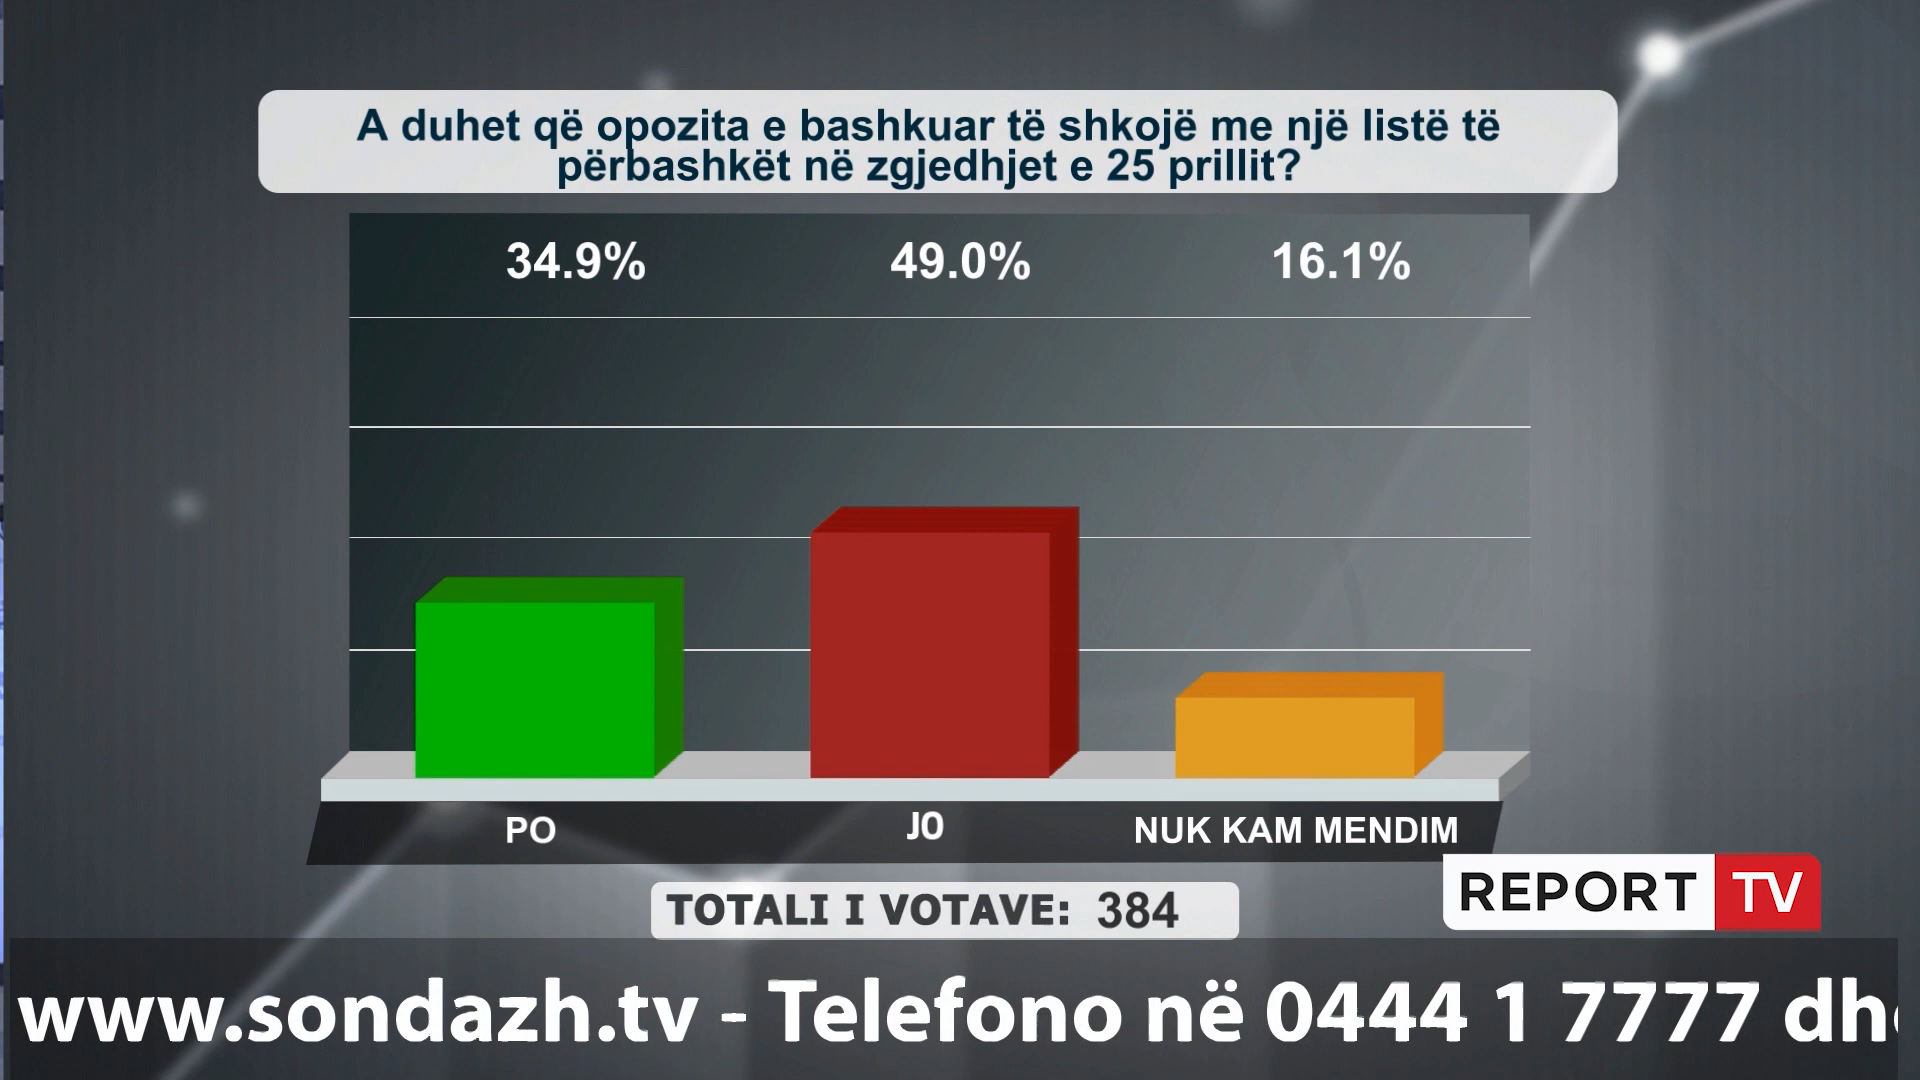 A duhet që opozita e bashkuar të shkojë me një listë të
përbashkët në zgjedhjet e 25 prillit?
34.9% 49.0% 16.1%
PO JO NUK KAM MENDIM
TOTALI I VOTAVE: 384
REPORT TV
www.sondazh.tv - Telefono në 0444 1 7777